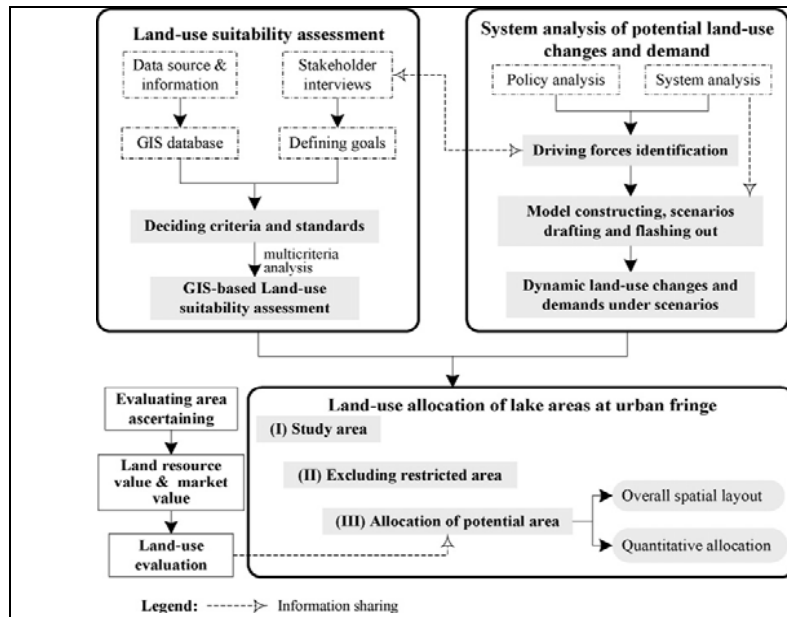 Land-use suitability assessment
Data source &
information
Stakeholder
interviews
GIS database
Defining goals
Deciding criteria and standards
multicriteria
analysis
GIS-based Land-use
suitability assessment
System analysis of potential land-use
changes and demand
Policy analysis
System analysis
Driving forces identification
Model constructing, scenarios
drafting and flashing out
Dynamic land-use changes and
demands under scenarios
Evaluating area
ascertaining
Land resource
value & market
value
Land-use
evaluation
Land-use allocation of lake areas at urban fringe
(I) Study area
(II) Excluding restricted area
(III) Allocation of potential area
Overall spatial layout
Quantitative allocation
Legend:
Information sharing